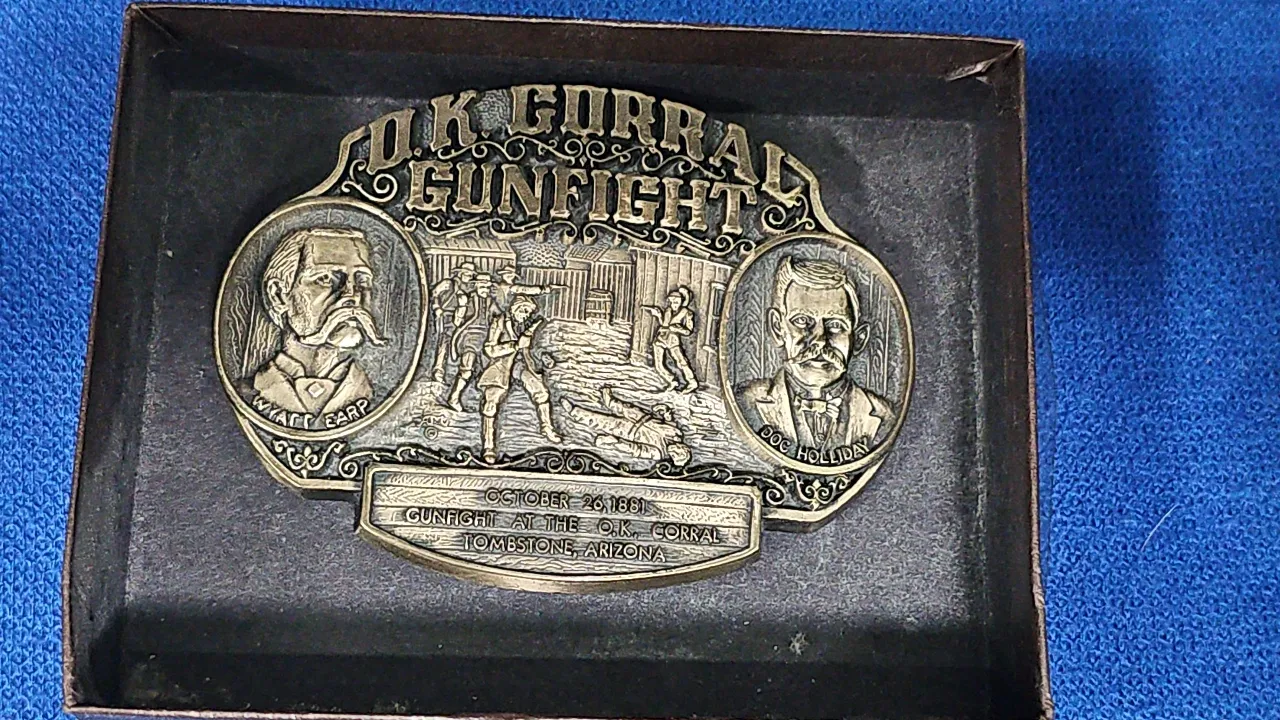 O.K. CORRAL
GUNFIGHT
WYATT EARP
DOC HOLLIDAY
OCTOBER 26, 1881
GUNFIGHT AT THE O.K. CORRAL
TOMBSTONE, ARIZONA